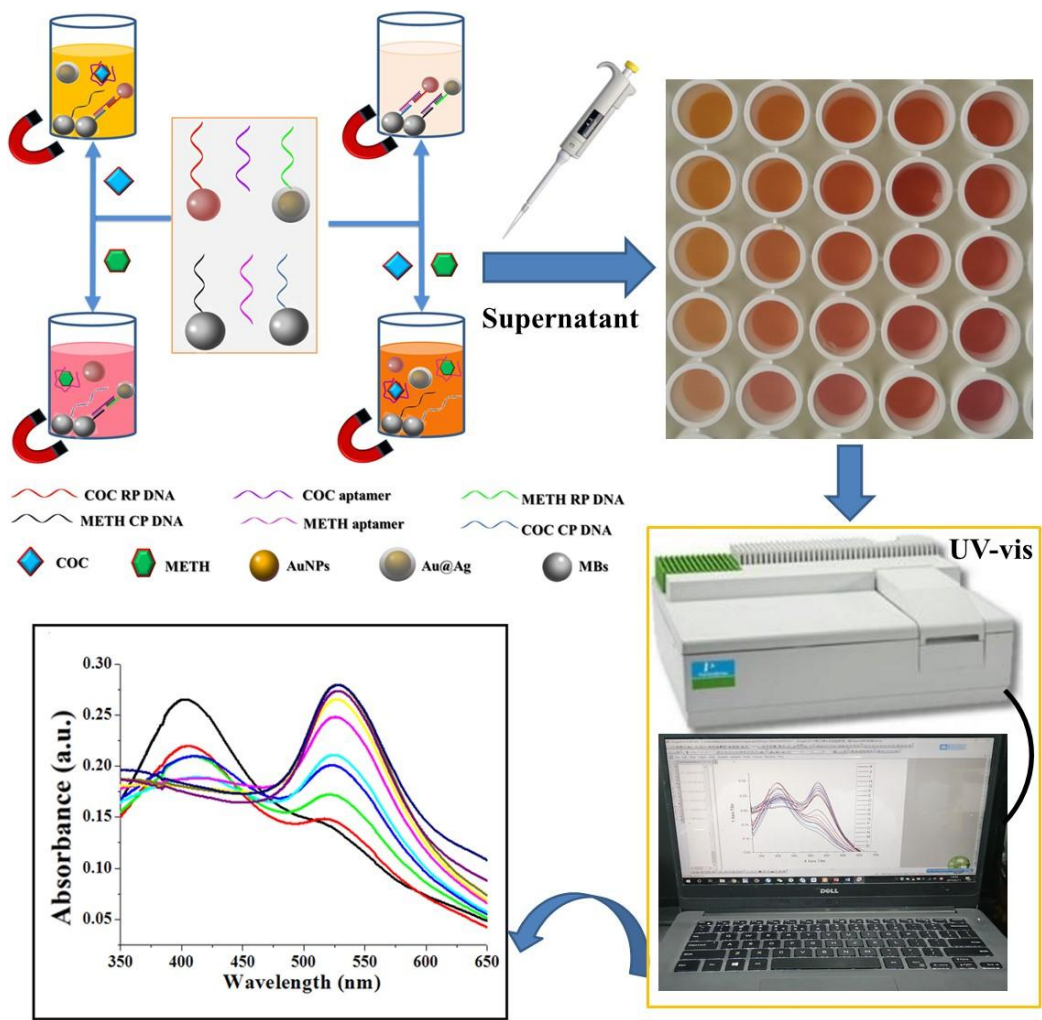 Supernatant
COC RP DNA
COC aptamer
METH RP DNA
METH CP DNA
METH aptamer
COC CP DNA
COC
METH
AuNPs
Au@Ag
MBs
UV-vis
DELL
0.30
0.25
0.20
0.15
0.10
0.05
Absorbance (a.u.)
350
400
450
500
550
600
650
Wavelength (nm)